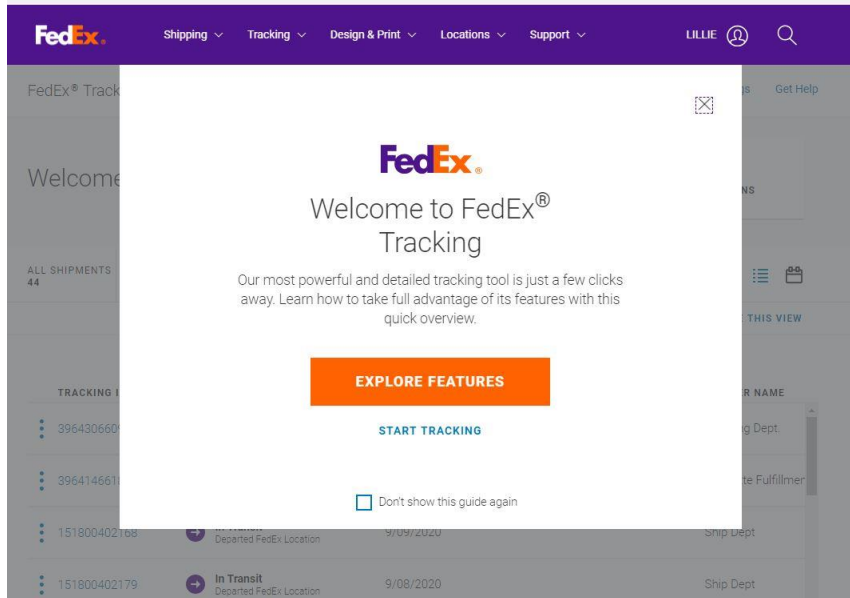 FedEx®
Shipping Tracking Design & Print Locations Support LILLIE
FedEx® Track Get Help
Welcome
ALL SHIPMENTS
44
THIS VIEW
TRACKING NAME
FedEx®
Welcome to FedEx®
Tracking
Our most powerful and detailed tracking tool is just a few clicks
away. Learn how to take full advantage of its features with this
quick overview.
EXPLORE FEATURES
START TRACKING
Don't show this guide again
Dept.
151800402168 In Transit 9/09/2020 Ship Dept
Departed FedEx Location
151800402179 In Transit 9/08/2020 Ship Dept
Departed FedEx Location